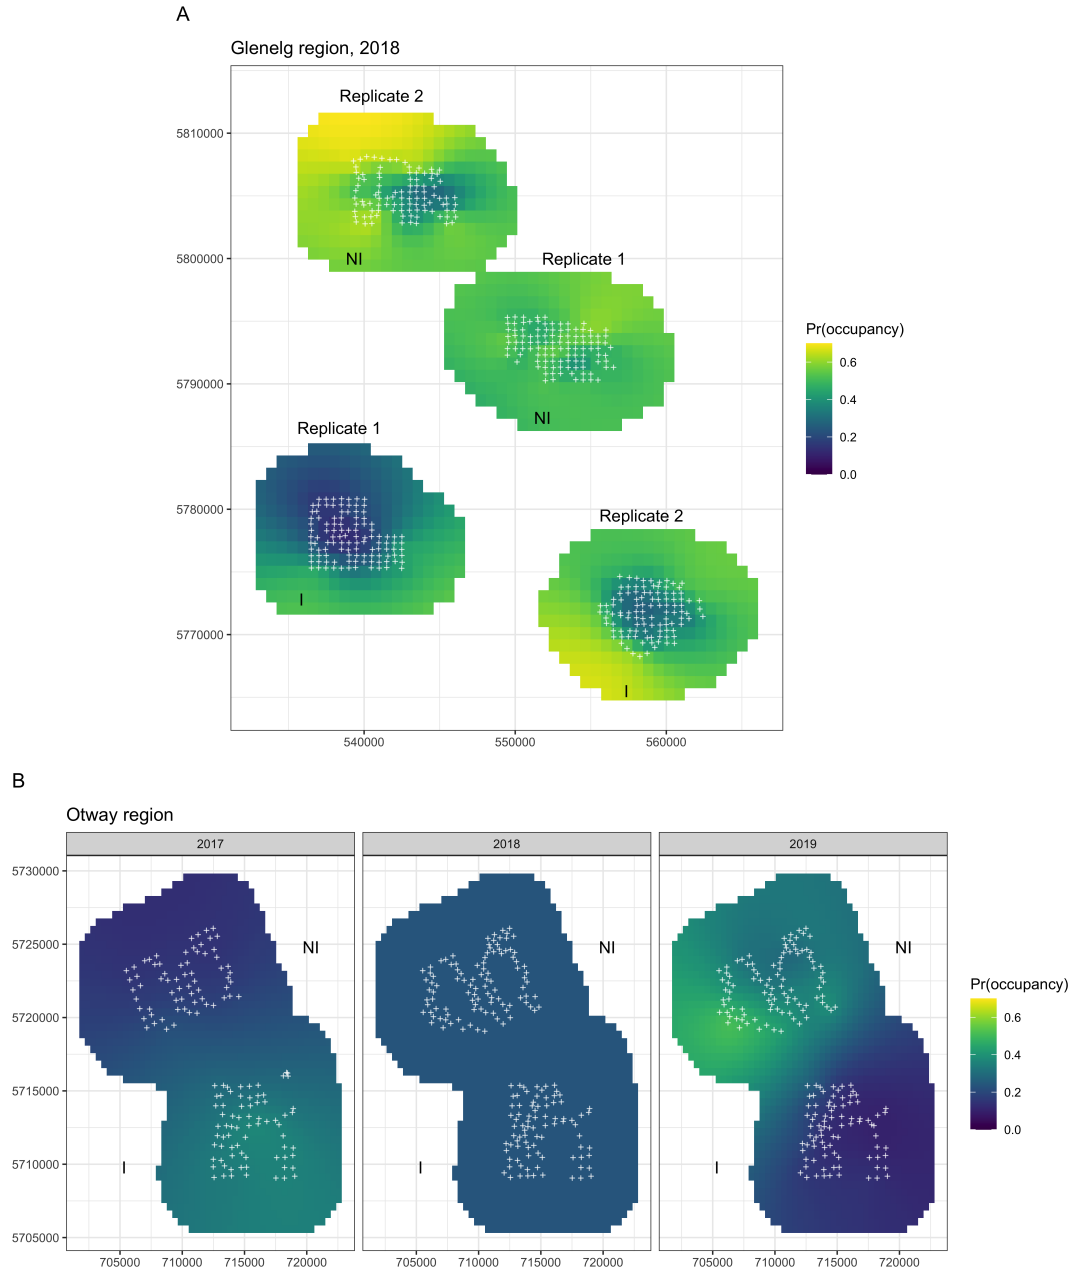 A
Glenelg region, 2018
Replicate 2
5810000
5800000
NI
Replicate 1
Pr(occupancy)
0.6
0.4
0.2
0.0
5790000
NI
Replicate 1
5780000
Replicate 2
I
5770000
I
540000 550000 560000
B
Otway region
2017 2018 2019
5730000
5725000
NI NI NI
5720000
Pr(occupancy)
0.6
0.4
0.2
0.0
5715000
5710000
I I I
5705000
705000 710000 715000 720000 705000 710000 715000 720000 705000 710000 715000 720000